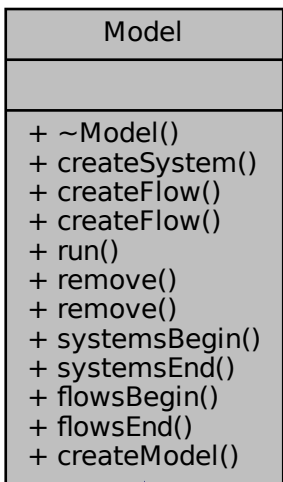 Model
+ ~Model()
+ createSystem()
+ createFlow()
+ createFlow()
+ run()
+ remove()
+ remove()
+ systemsBegin()
+ systemsEnd()
+ flowsBegin()
+ flowsEnd()
+ createModel()